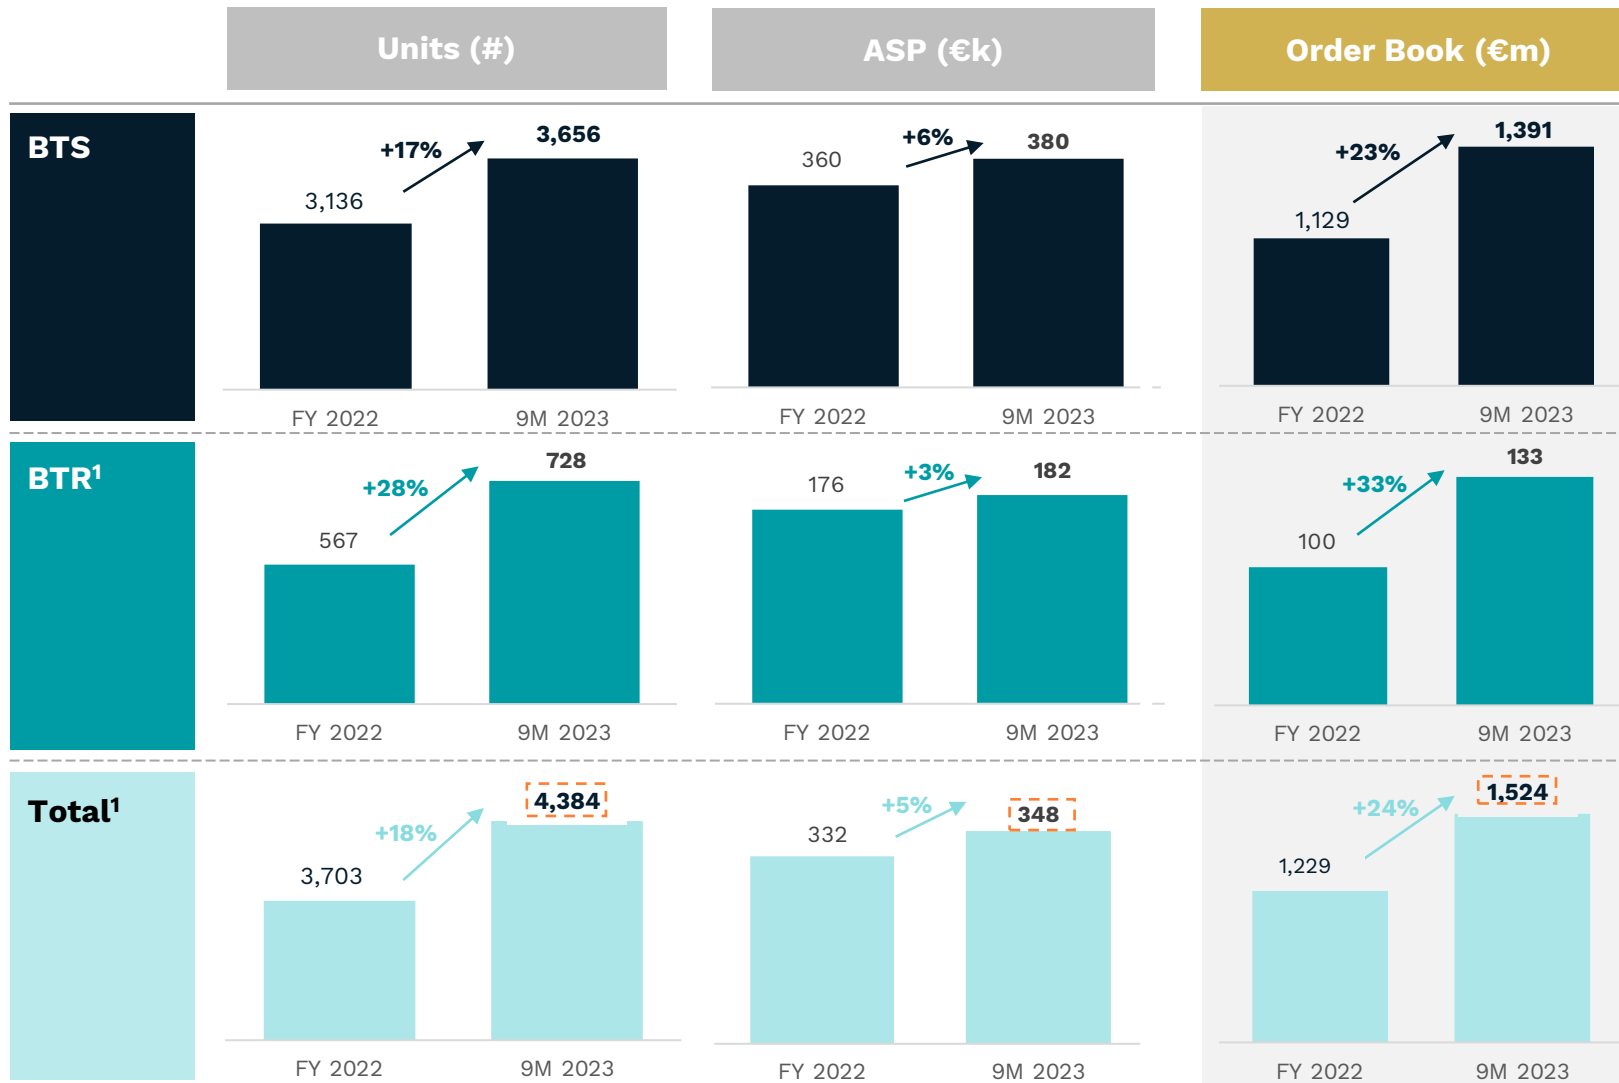 Units (#)
ASP (€k)
Order Book (€m)
BTS
+17%
3,656
3,136
FY 2022
9M 2023
+6%
380
360
FY 2022
9M 2023
+23%
1,391
1,129
FY 2022
9M 2023
BTR¹
+28%
728
567
FY 2022
9M 2023
+3%
182
176
FY 2022
9M 2023
+33%
133
100
FY 2022
9M 2023
Total¹
+18%
4,384
3,703
FY 2022
9M 2023
+5%
348
332
FY 2022
9M 2023
+24%
1,524
1,229
FY 2022
9M 2023